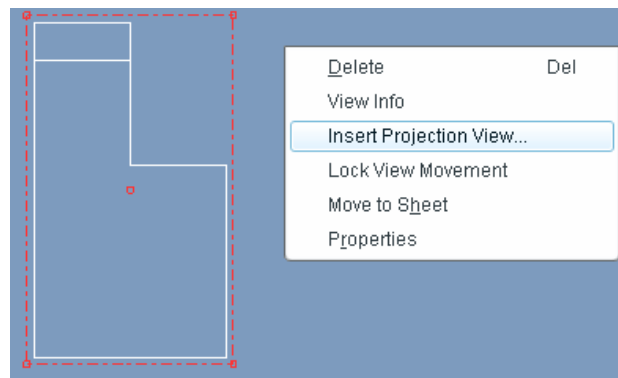 Delete Del
View Info
Insert Projection View...
Lock View Movement
Move to Sheet
Properties